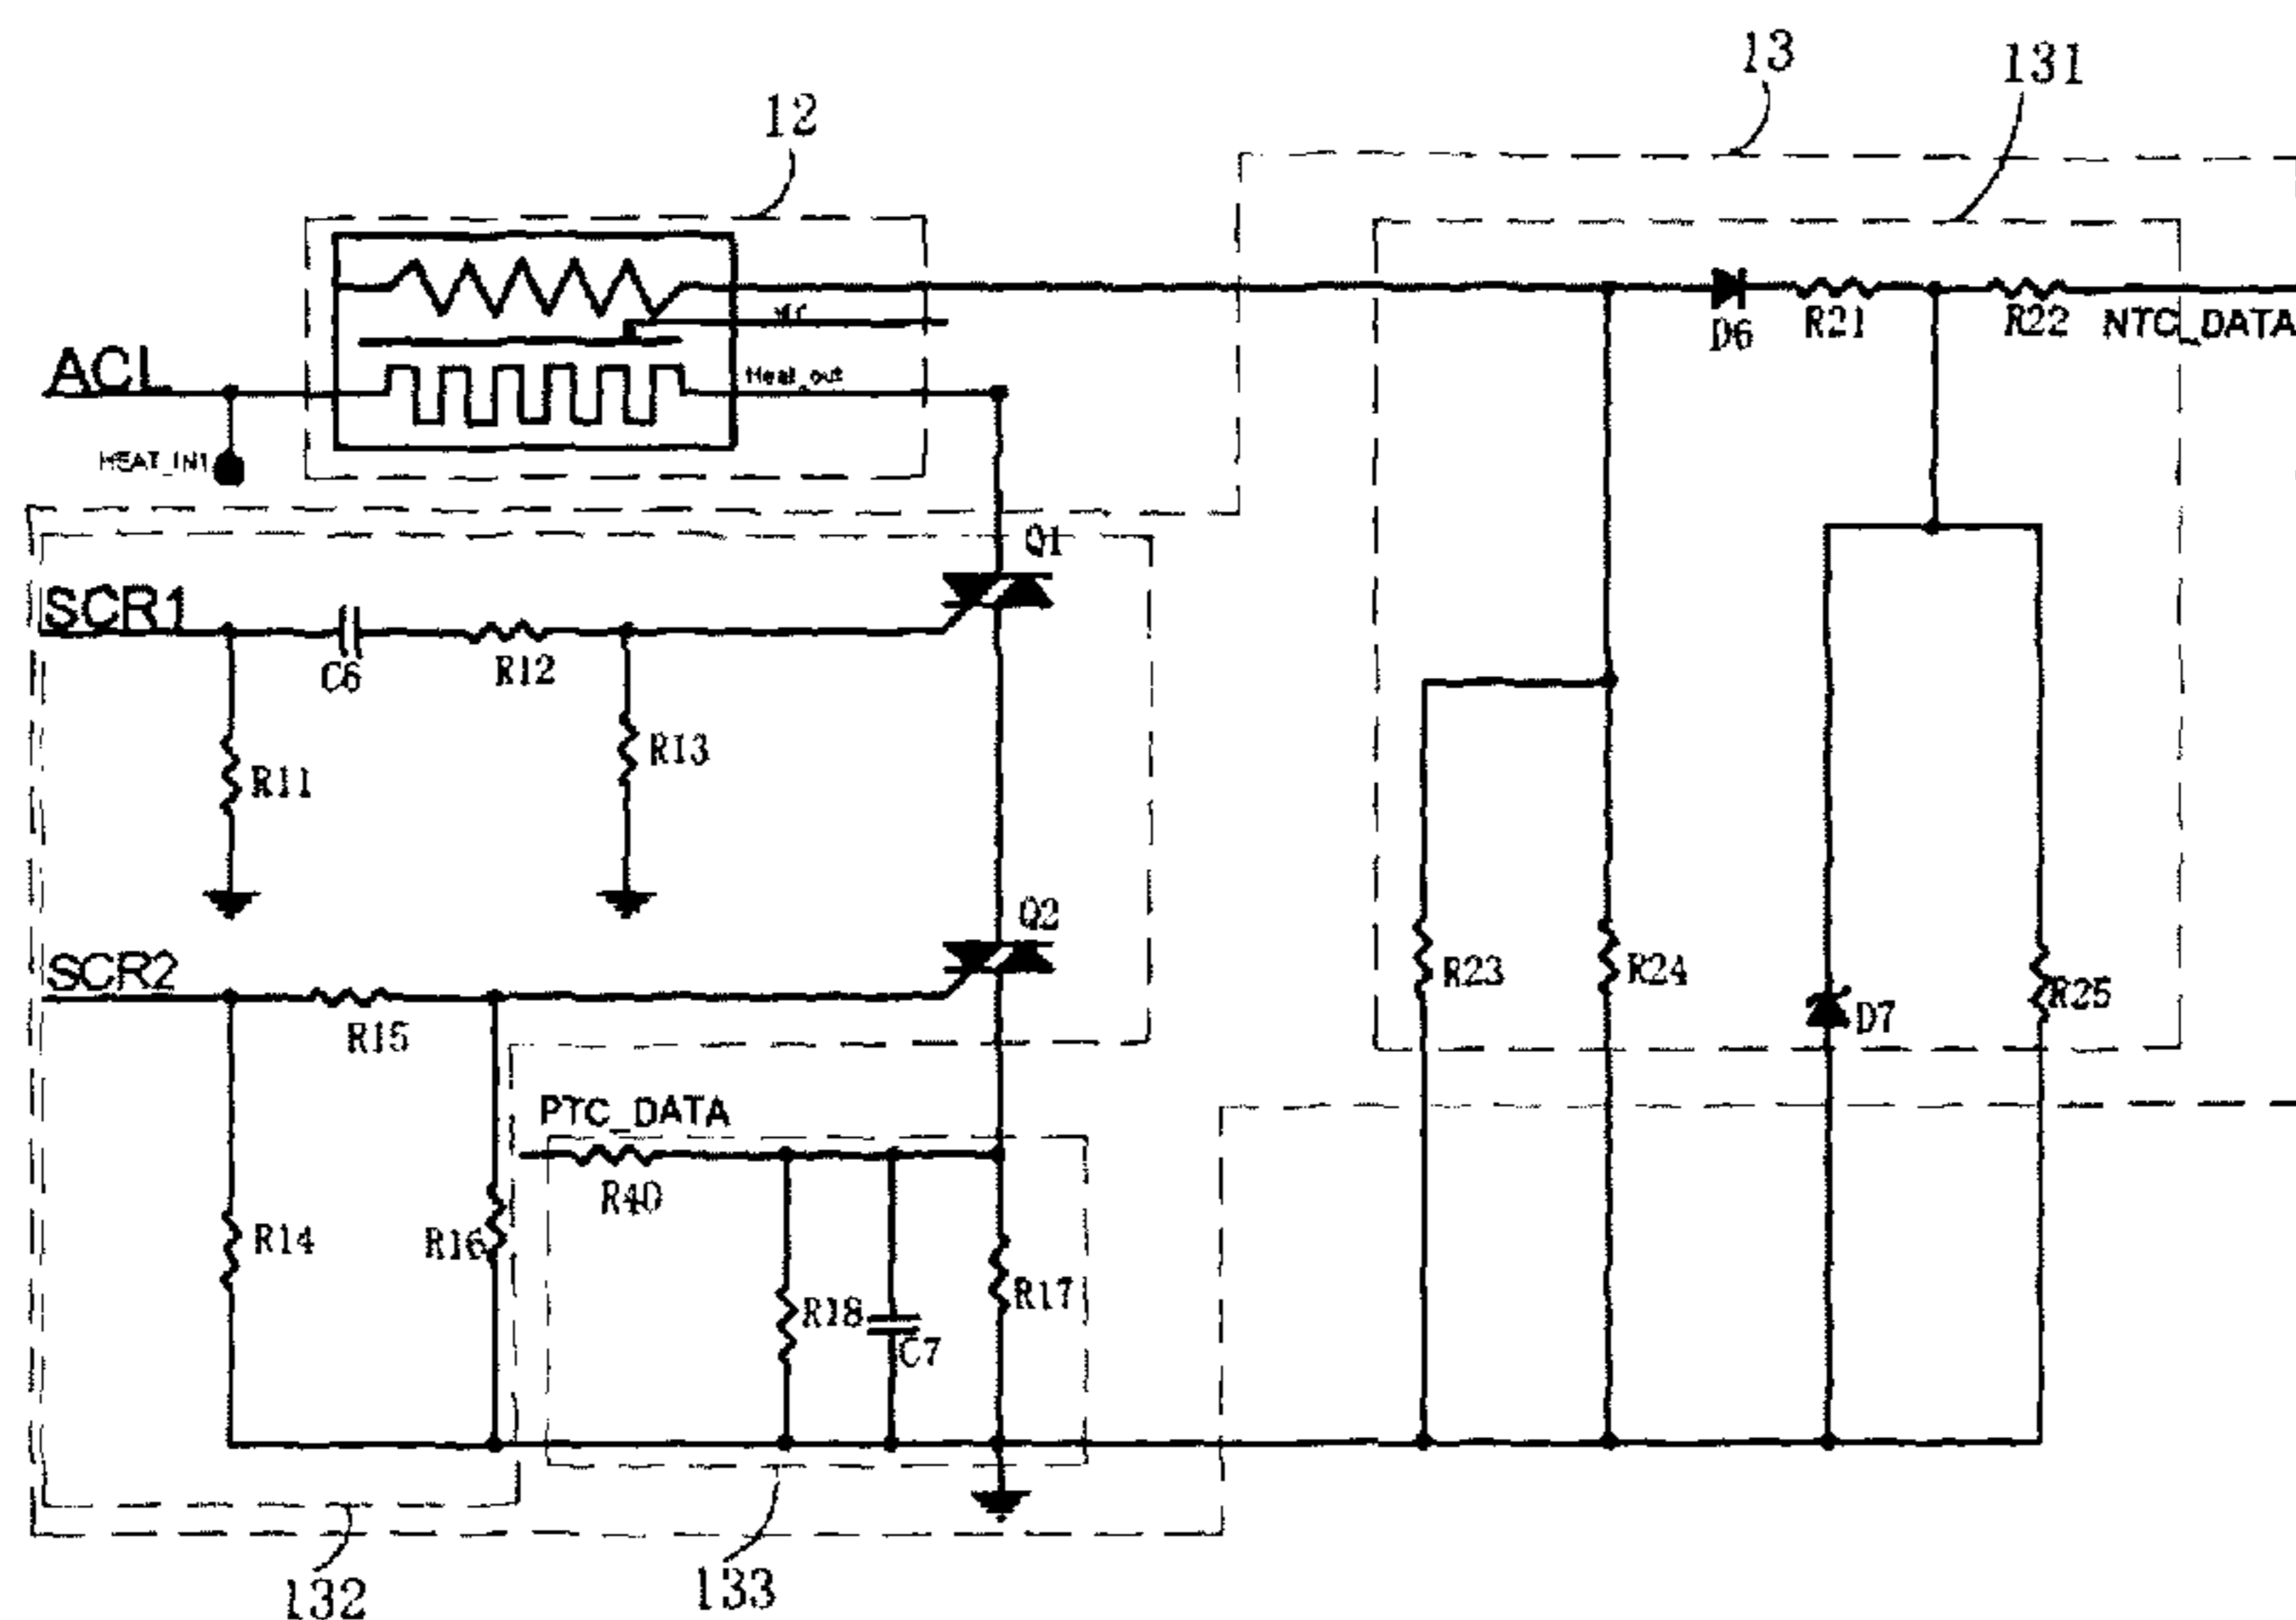 13
131
12
D6
R21
R22
NTC_DATA
ACL
Heat_out
HEAT_IN1
Q1
SCR1
C6
R12
R13
R11
Q2
SCR2
R15
R23
R24
D7
R25
PTC_DATA
R40
R14
R16
R18
C7
R17
132
133